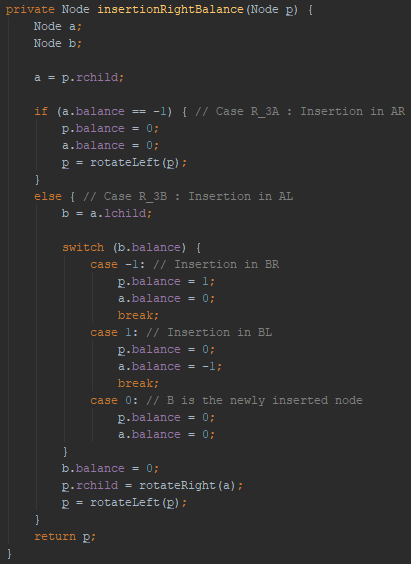 private Node insertionRightBalance(Node p) {
    Node a;
    Node b;

    a = p.rchild;

    if (a.balance == -1) { // Case R_3A : Insertion in AR
        p.balance = 0;
        a.balance = 0;
        p = rotateLeft(p);
    }
    else { // Case R_3B : Insertion in AL
        b = a.lchild;

        switch (b.balance) {
            case -1: // Insertion in BR
                p.balance = 1;
                a.balance = 0;
                break;
            case 1: // Insertion in BL
                p.balance = 0;
                a.balance = -1;
                break;
            case 0: // B is the newly inserted node
                p.balance = 0;
                a.balance = 0;
        }
        b.balance = 0;
        p.rchild = rotateRight(a);
        p = rotateLeft(p);
    }
    return p;
}